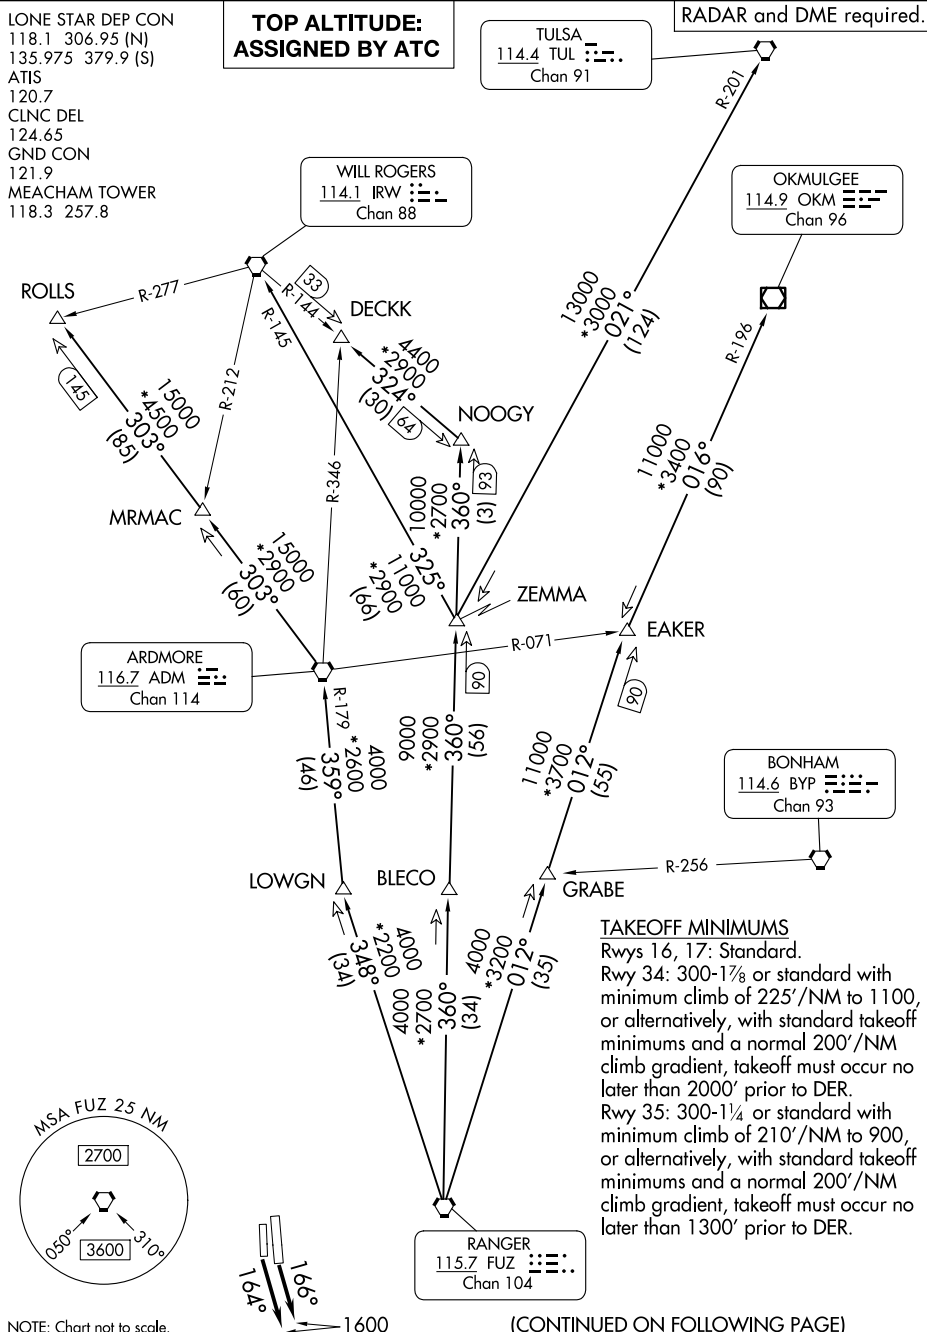 LONE STAR DEP CON
118.1 306.95 (N)
135.975 379.9 (S)
ATIS
120.7
CLNC DEL
124.65
GND CON
121.9
MEACHAM TOWER
118.3 257.8
TOP ALTITUDE:
ASSIGNED BY ATC
RADAR and DME required.
TULSA
114.4 TUL
Chan 91
R-201
WILL ROGERS
114.1 IRW
Chan 88
OKMULGEE
114.9 OKM
Chan 96
ROLLS
R-277
33
R-144
DECKK
R-145
R-212
13000
*3000
021°
(124)
R-196
145
15000
*4500
303°
(85)
4400
*2900
324°
(30)
64
NOOGY
R-346
11000
*3400
016°
(90)
MRMAC
10000
*2700
360°
(3)
93
15000
*2900
303°
(60)
325°
11000
*2900
(66)
ZEMMA
EAKER
R-071
ARDMORE
116.7 ADM
Chan 114
90
90
R-179
4000
*2600
359°
(46)
9000
*2900
360°
(56)
11000
*3700
012°
(55)
BONHAM
114.6 BYP
Chan 93
R-256
LOWGN
BLECO
GRABE
4000
*2200
348°
(34)
4000
*2700
360°
(34)
4000
*3200
012°
(35)
TAKEOFF MINIMUMS
Rwys 16, 17: Standard.
Rwy 34: 300-1⅞ or standard with
minimum climb of 225'/NM to 1100,
or alternatively, with standard takeoff
minimums and a normal 200'/NM
climb gradient, takeoff must occur no
later than 2000' prior to DER.
Rwy 35: 300-1¼ or standard with
minimum climb of 210'/NM to 900,
or alternatively, with standard takeoff
minimums and a normal 200'/NM
climb gradient, takeoff must occur no
later than 1300' prior to DER.
MSA FUZ 25 NM
2700
050°
3600
310°
RANGER
115.7 FUZ
Chan 104
164°
166°
1600
NOTE: Chart not to scale.
(CONTINUED ON FOLLOWING PAGE)